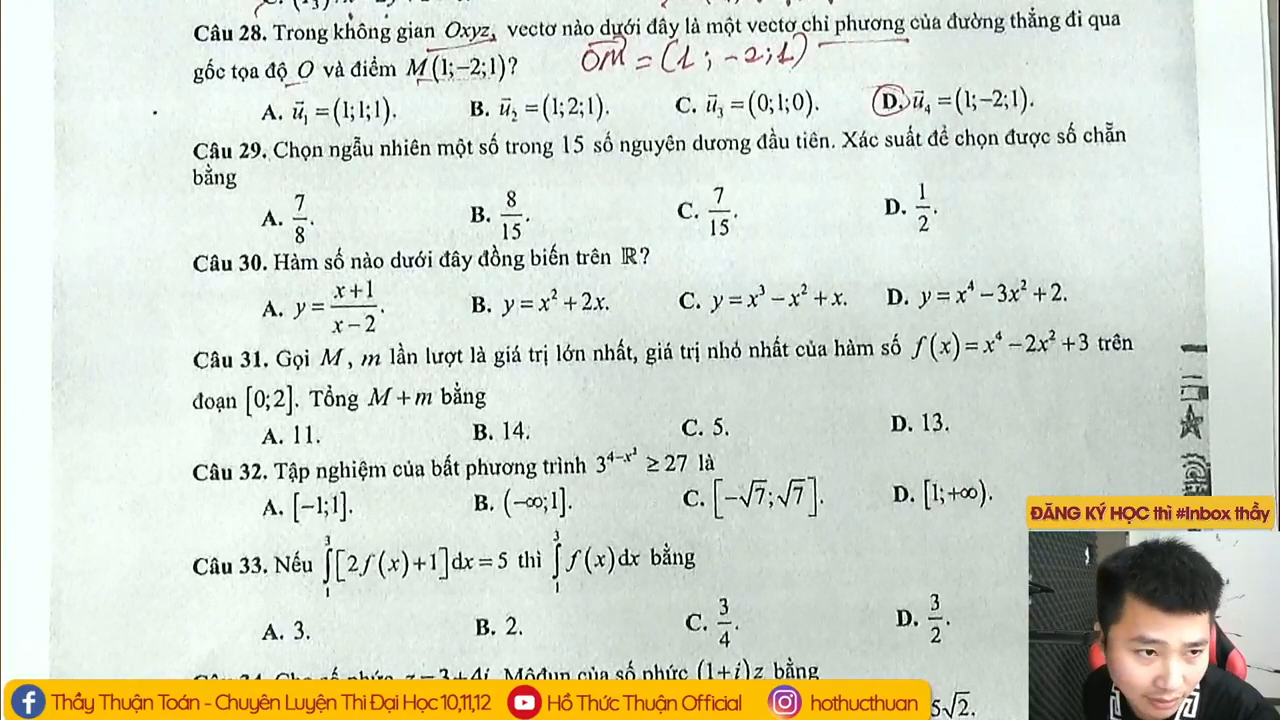 Câu 28. Trong không gian Oxyz, vectơ nào dưới đây là một vectơ chỉ phương của đường thẳng đi qua
gốc tọa độ O và điểm M(1;−2;1)?
OM = (1; −2; 1)
A. u⃗₁ = (1;1;1). B. u⃗₂ = (1;2;1). C. u⃗₃ = (0;1;0). D. u⃗₄ = (1;−2;1).
Câu 29. Chọn ngẫu nhiên một số trong 15 số nguyên dương đầu tiên. Xác suất để chọn được số chẵn
bằng
A. 7/8. B. 8/15. C. 7/15. D. 1/2.
Câu 30. Hàm số nào dưới đây đồng biến trên ℝ?
A. y = (x+1)/(x−2). B. y = x² + 2x. C. y = x³ − x² + x. D. y = x⁴ − 3x² + 2.
Câu 31. Gọi M, m lần lượt là giá trị lớn nhất, giá trị nhỏ nhất của hàm số f(x) = x⁴ − 2x² + 3 trên
đoạn [0;2]. Tổng M + m bằng
A. 11. B. 14. C. 5. D. 13.
Câu 32. Tập nghiệm của bất phương trình 3^(4−x²) ≥ 27 là
A. [−1;1]. B. (−∞;1]. C. [−√7;√7]. D. [1;+∞).
Câu 33. Nếu ∫₁³[2f(x)+1]dx = 5 thì ∫₁³f(x)dx bằng
A. 3. B. 2. C. 3/4. D. 3/2.
Môđun của số phức (1+i)z bằng
5√2.
ĐĂNG KÝ HỌC thì #Inbox thầy
Thầy Thuận Toán - Chuyên Luyện Thi Đại Học 10,11,12 Hồ Thức Thuận Official hothucthuan